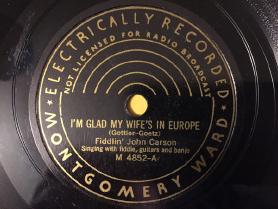 ELECTRICALLY RECORDED
NOT LICENSED FOR RADIO BROADCAST
I'M GLAD MY WIFE'S IN EUROPE
(Gottler-Goetz)
Fiddlin' John Carson
Singing with fiddle, guitars and banjo
M 4852-A
MONTGOMERY WARD